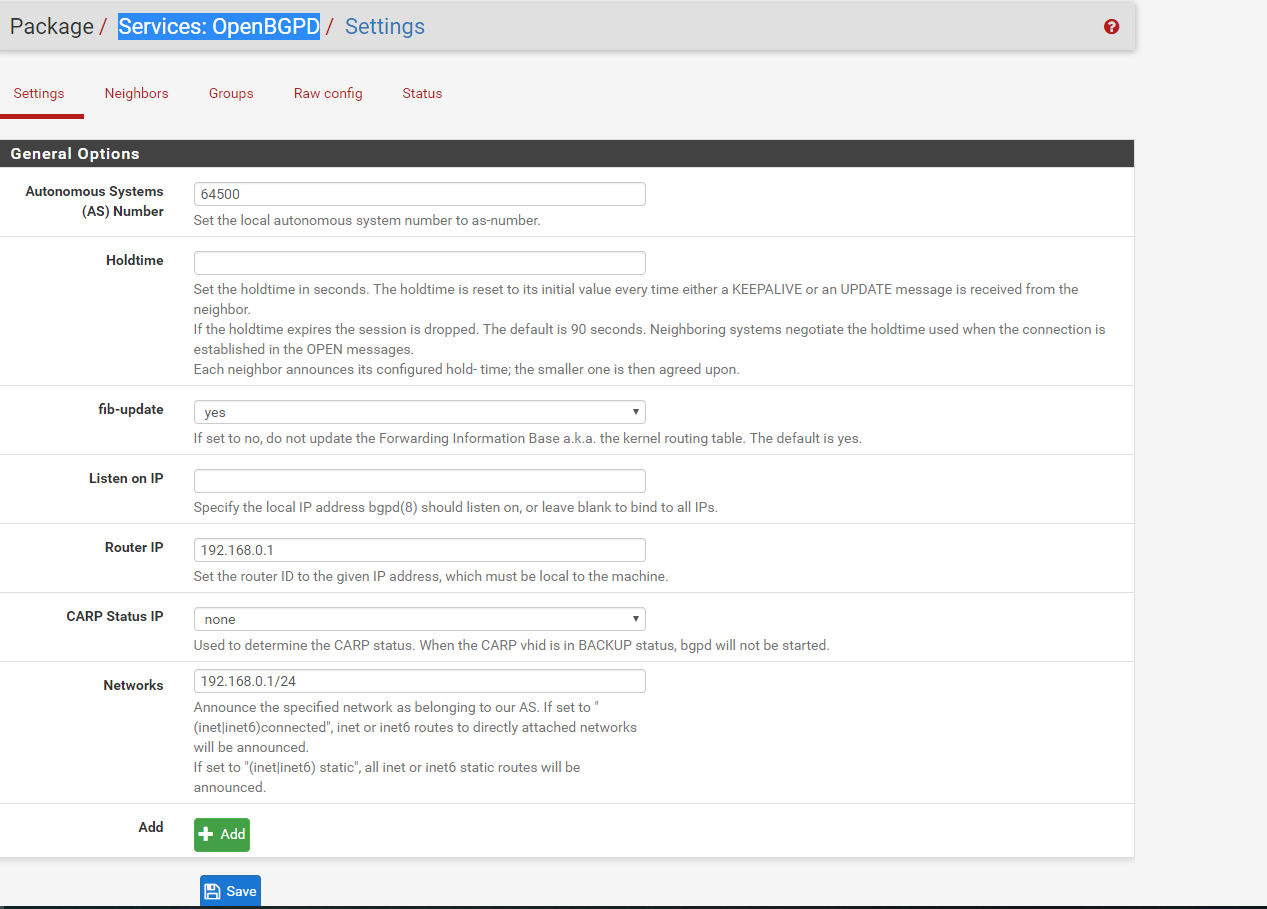 Package / Services: OpenBGPD / Settings
Settings Neighbors Groups Raw config Status
General Options
Autonomous Systems
(AS) Number
64500
Set the local autonomous system number to as-number.
Holdtime
Set the holdtime in seconds. The holdtime is reset to its initial value every time either a KEEPALIVE or an UPDATE message is received from the
neighbor.
If the holdtime expires the session is dropped. The default is 90 seconds. Neighboring systems negotiate the holdtime used when the connection is
established in the OPEN messages.
Each neighbor announces its configured hold- time; the smaller one is then agreed upon.
fib-update
yes
If set to no, do not update the Forwarding Information Base a.k.a. the kernel routing table. The default is yes.
Listen on IP
Specify the local IP address bgpd(8) should listen on, or leave blank to bind to all IPs.
Router IP
192.168.0.1
Set the router ID to the given IP address, which must be local to the machine.
CARP Status IP
none
Used to determine the CARP status. When the CARP vhid is in BACKUP status, bgpd will not be started.
Networks
192.168.0.1/24
Announce the specified network as belonging to our AS. If set to "
(inet|inet6)connected", inet or inet6 routes to directly attached networks
will be announced.
If set to "(inet|inet6) static", all inet or inet6 static routes will be
announced.
Add
Add
Save